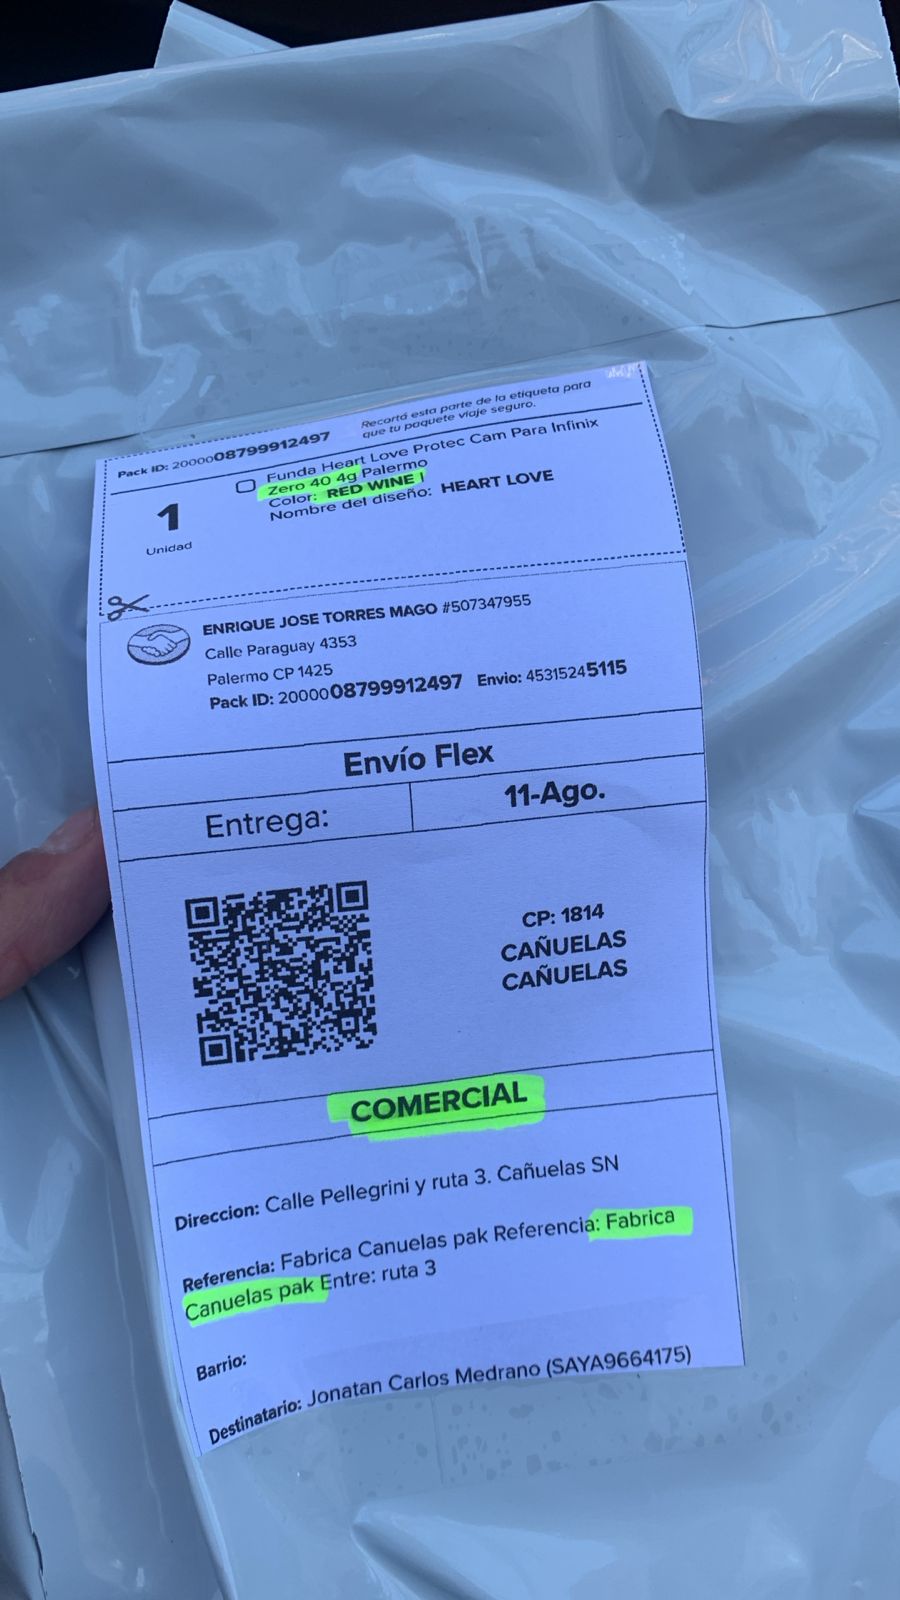 Pack ID: 2000008799912497
Recortá esta parte de la etiqueta para
que tu paquete viaje seguro.
1
Unidad
Funda Heart Love Protec Cam Para Infinix
Zero 40 4g Palermo
Color: RED WINE |
Nombre del diseño: HEART LOVE
ENRIQUE JOSE TORRES MAGO #507347955
Calle Paraguay 4353
Palermo CP 1425
Pack ID: 2000008799912497 Envio: 45315245115
Envío Flex
Entrega:
11-Ago.
CP: 1814
CAÑUELAS
CAÑUELAS
COMERCIAL
Direccion: Calle Pellegrini y ruta 3. Cañuelas SN
Referencia: Fabrica Canuelas pak Referencia: Fabrica
Canuelas pak Entre: ruta 3
Barrio:
Destinatario: Jonatan Carlos Medrano (SAYA9664175)